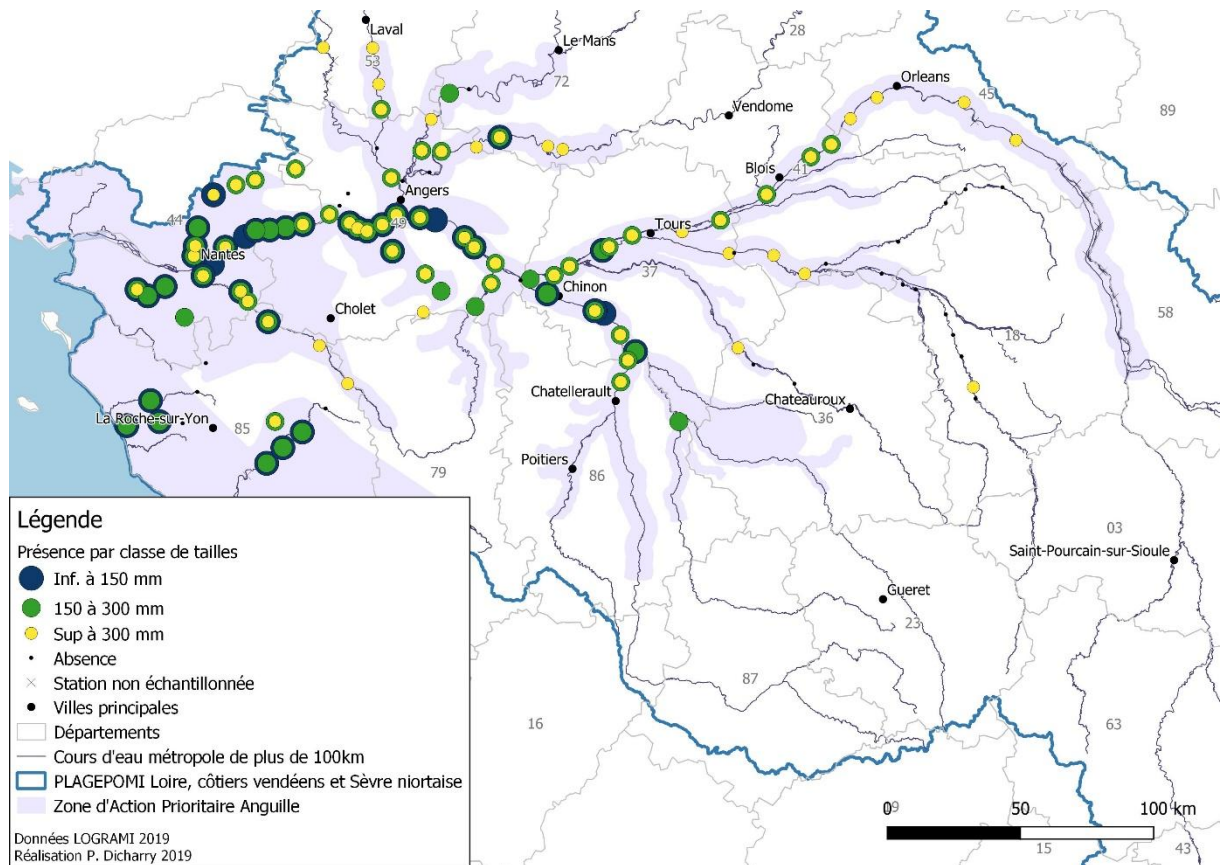 Laval
Le Mans
28
53
72
Orleans
45
89
Vendome
Blois
41
Angers
44
49
Tours
Nantes
37
Chinon
58
Cholet
18
Chatellerault
Chateauroux
La Roche-sur-Yon
36
85
79
Poitiers
86
03
Saint-Pourcain-sur-Sioule
Gueret
23
87
16
63
15
43
Légende
Présence par classe de tailles
Inf. à 150 mm
150 à 300 mm
Sup à 300 mm
Absence
Station non échantillonnée
Villes principales
Départements
Cours d'eau métropole de plus de 100km
PLAGEPOMI Loire, côtiers vendéens et Sèvre niortaise
Zone d'Action Prioritaire Anguille
Données LOGRAMI 2019
Réalisation P. Dicharry 2019
0 50 100 km